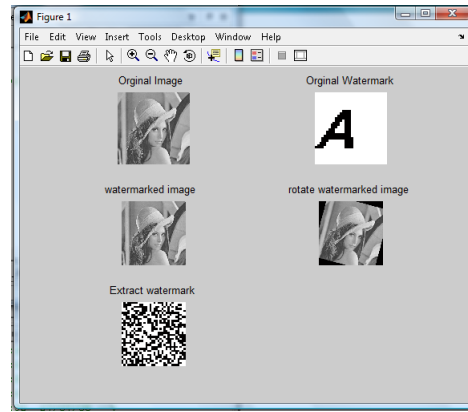 Figure 1
File Edit View Insert Tools Desktop Window Help
Orginal Image
Orginal Watermark
A
watermarked image
rotate watermarked image
Extract watermark